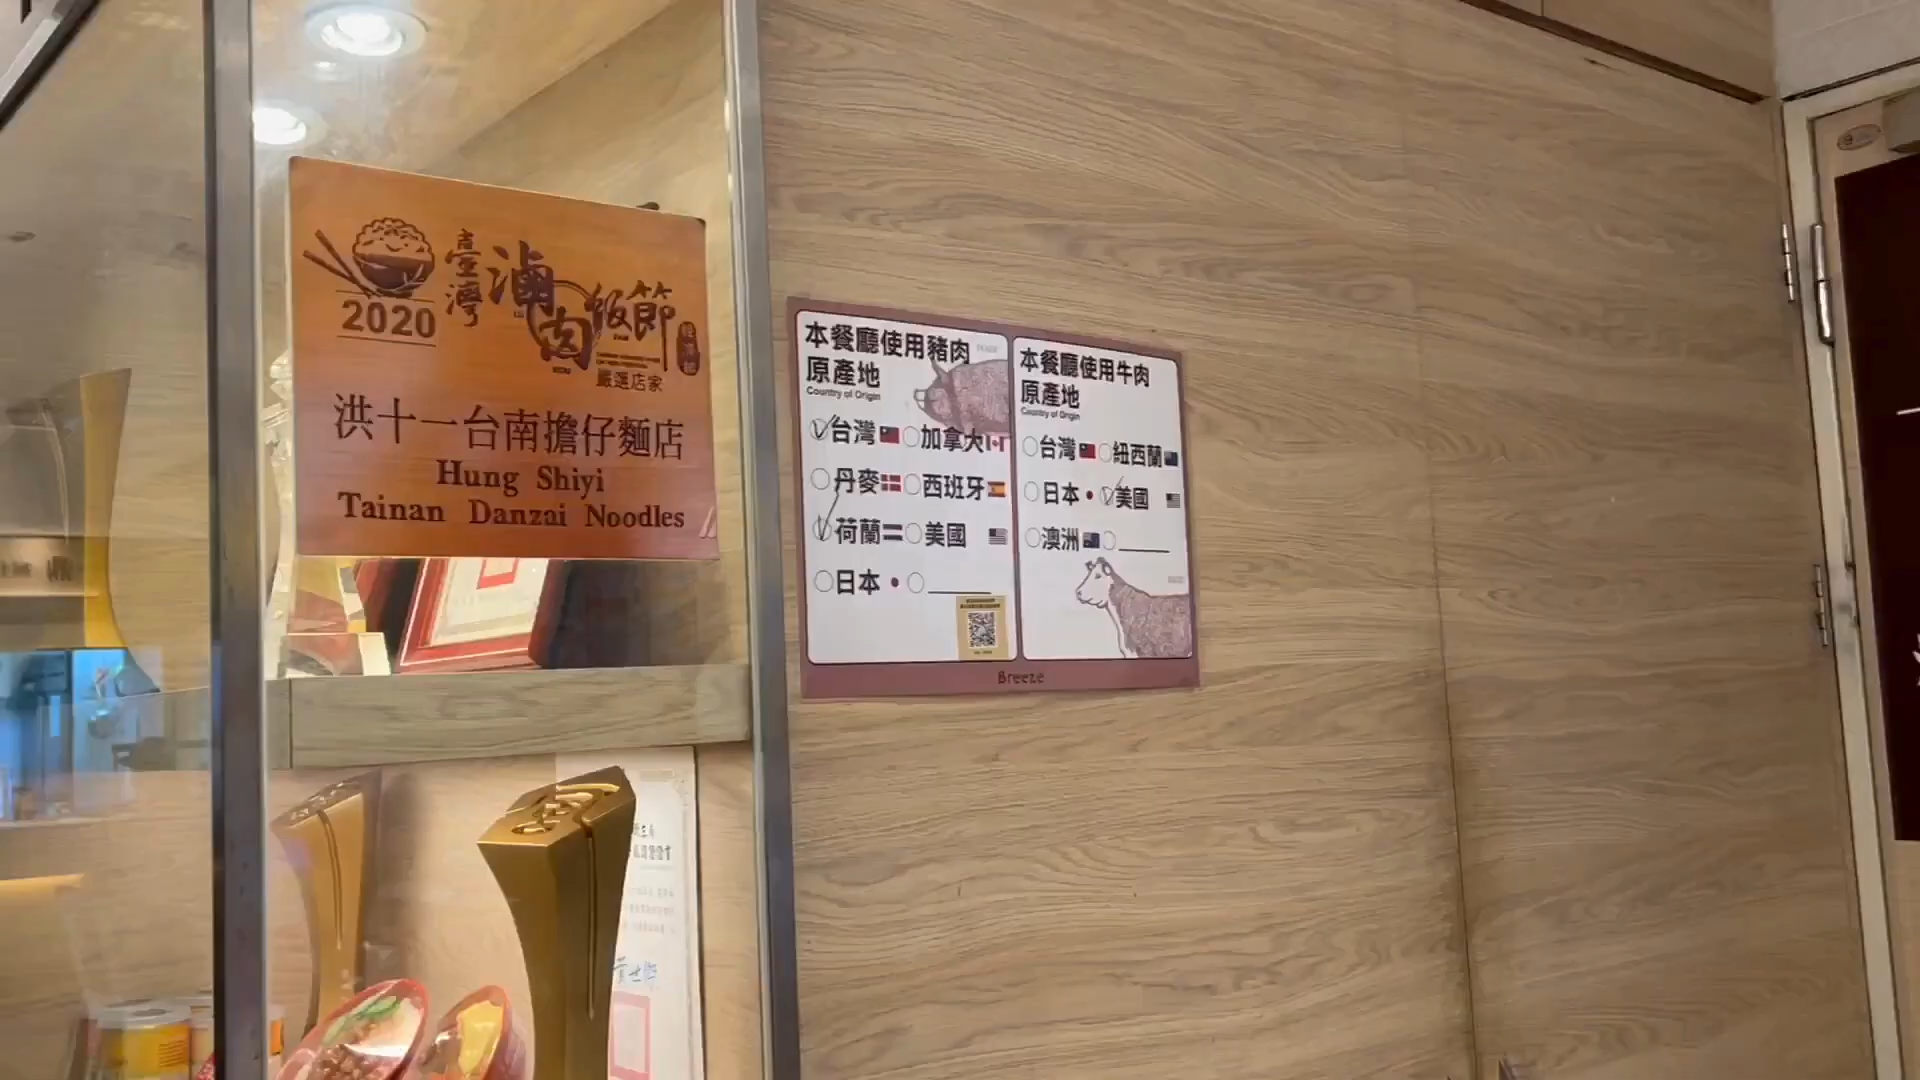 2020
臺灣滷肉飯節
嚴選店家
洪十一台南擔仔麵店
Hung Shiyi
Tainan Danzai Noodles
本餐廳使用豬肉
原產地
Country of Origin
台灣 加拿大
丹麥 西班牙
荷蘭 美國
日本
本餐廳使用牛肉
原產地
Country of Origin
台灣 紐西蘭
日本 美國
澳洲
Breeze